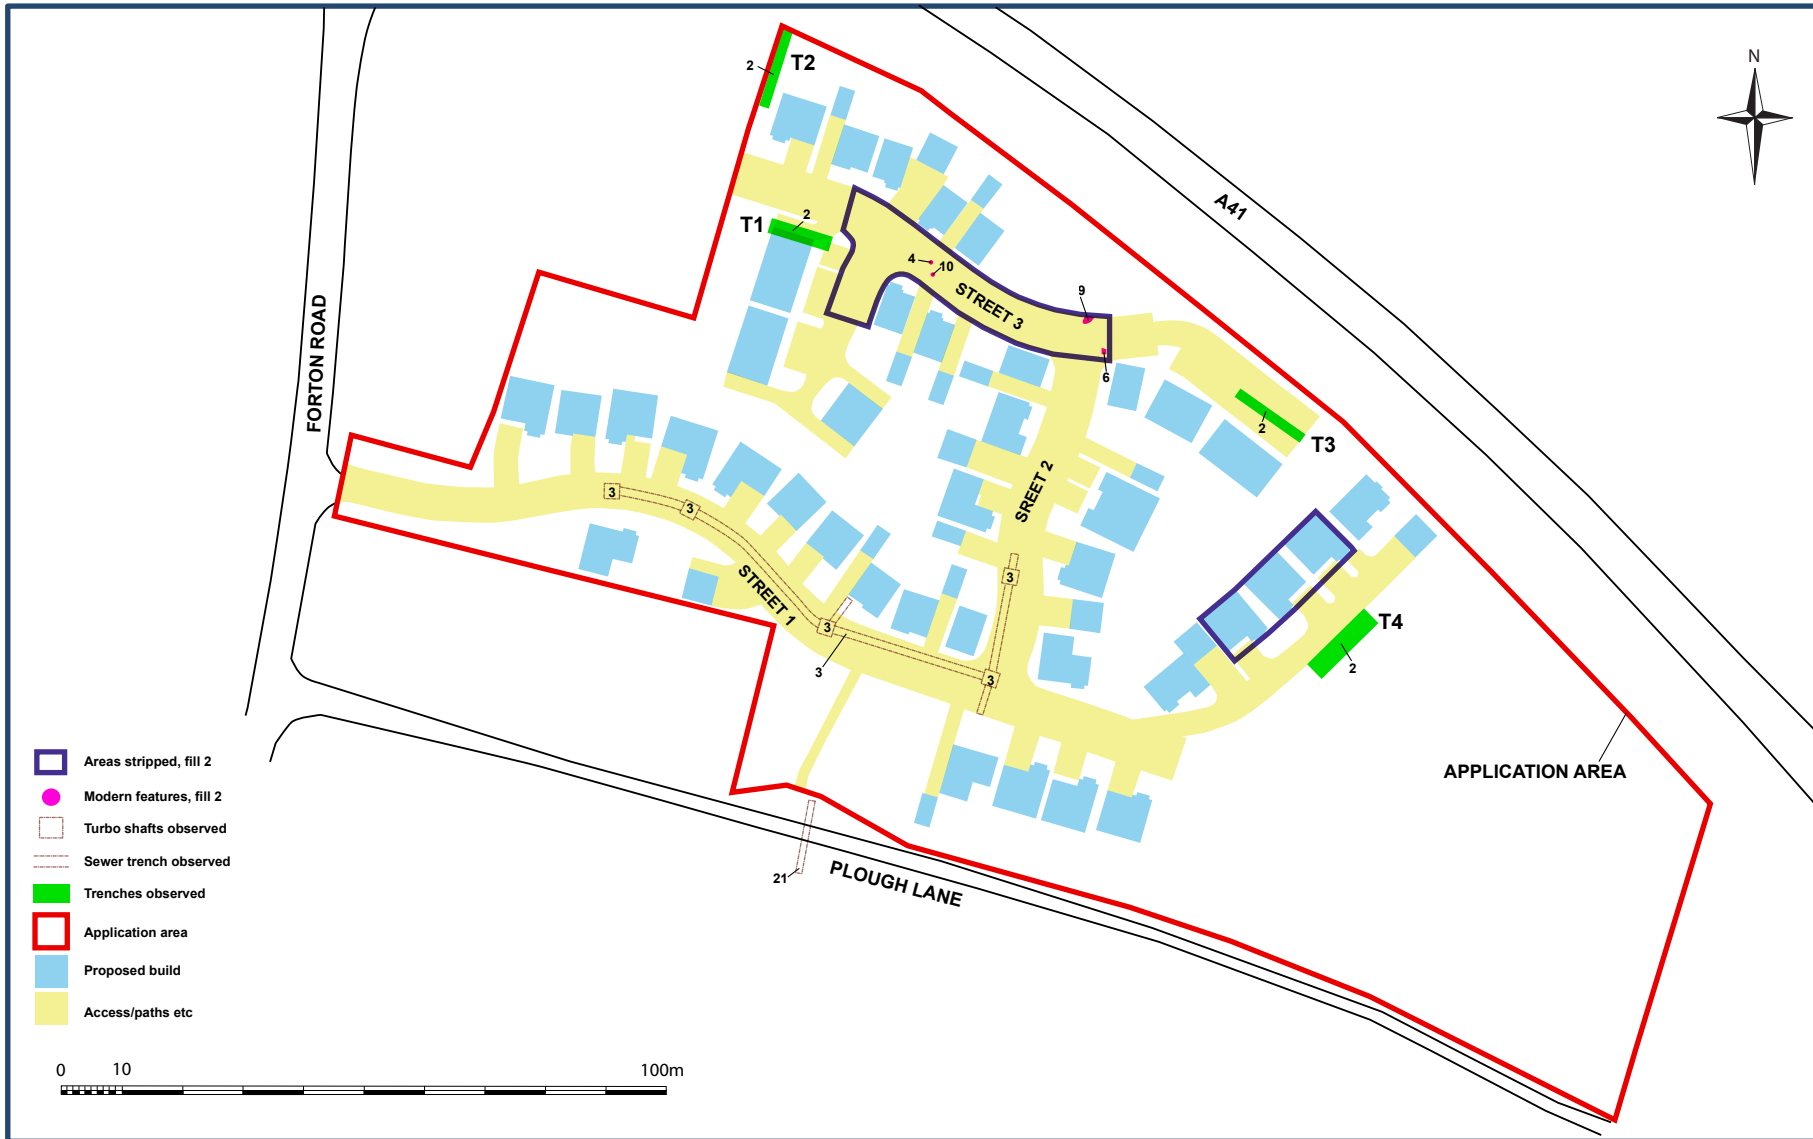 N
T2
2
A41
T1
2
4
10
STREET 3
9
6
FORTON ROAD
2
T3
SREET 2
3
3
3
STREET 1
3
3
3
T4
2
APPLICATION AREA
21
PLOUGH LANE
Areas stripped, fill 2
Modern features, fill 2
Turbo shafts observed
Sewer trench observed
Trenches observed
Application area
Proposed build
Access/paths etc
0 10 100m